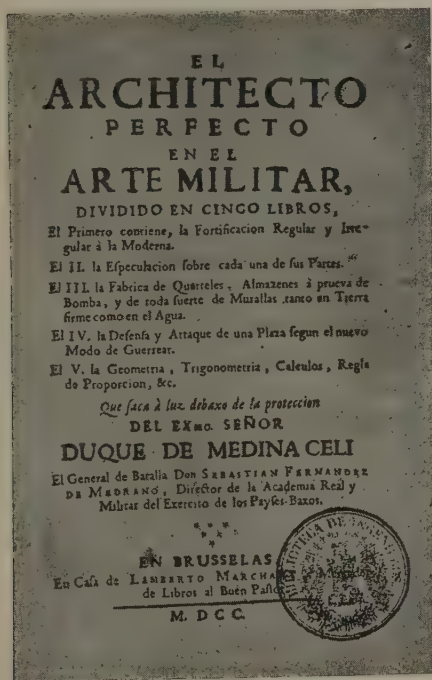 EL
ARCHITECTO
PERFECTO
EN EL
ARTE MILITAR,
DIVIDIDO EN CINGO LIBROS,
El Primero contiene, la Fortificacion Regular y Irre-
gular à la Moderna.
El II. la Especulacion sobre cada una de sus Partes.
El III. la Fabrica de Quarteles, Almazenes à prueva de
Bomba, y de toda suerte de Murallas tanto en Tierra
firme como en el Agua.
El IV. la Defensa y Attaque de una Plaza segun el nuevo
Modo de Guerrear.
El V. la Geometria, Trigonometria, Calculos, Regla
de Proporcion, &c.
Que saca à luz debaxo de la proteccion
DEL EXmo. SEÑOR
DUQUE DE MEDINA CELI
El General de Batalla Don SEBASTIAN FERNANDEZ
DE MEDRANO, Director de la Academia Real y
Militar del Exercito de los Payses-Baxos.
EN BRUSSELAS
En Casa de LAMBERTO MARCHA
de Libros al Buen Pasto
M. DCC.
BIBLIOTECA DE